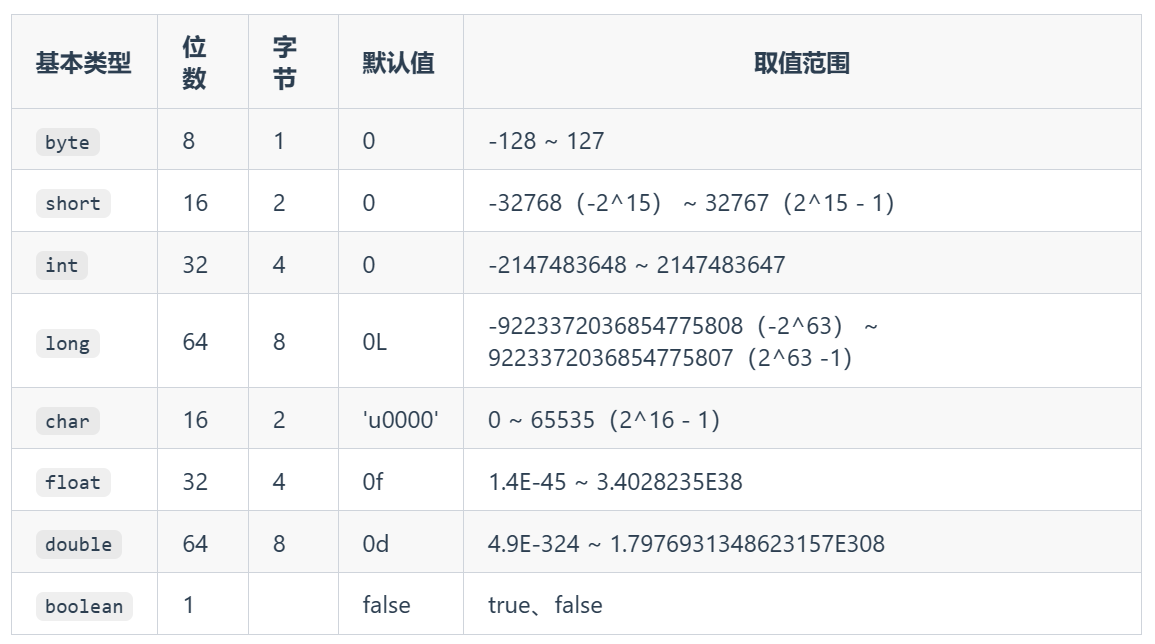 基本类型 位数 字节 默认值 取值范围
byte 8 1 0 -128 ~ 127
short 16 2 0 -32768（-2^15） ~ 32767（2^15 - 1）
int 32 4 0 -2147483648 ~ 2147483647
long 64 8 0L -9223372036854775808（-2^63） ~
9223372036854775807（2^63 -1）
char 16 2 'u0000' 0 ~ 65535（2^16 - 1）
float 32 4 0f 1.4E-45 ~ 3.4028235E38
double 64 8 0d 4.9E-324 ~ 1.7976931348623157E308
boolean 1 false true、false